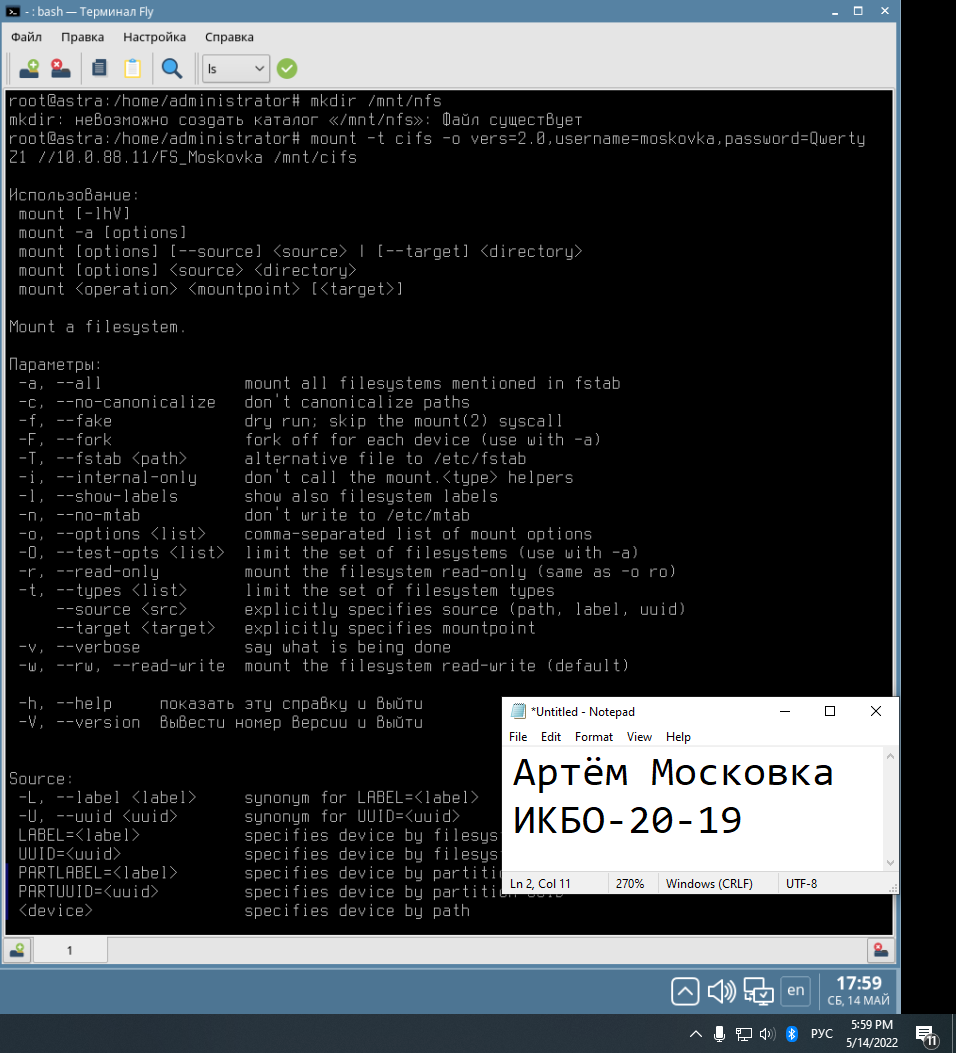 - : bash — Терминал Fly
Файл Правка Настройка Справка
ls
root@astra:/home/administrator# mkdir /mnt/nfs
mkdir: невозможно создать каталог «/mnt/nfs»: Файл существует
root@astra:/home/administrator# mount -t cifs -o vers=2.0,username=moskovka,password=Qwerty
Z1 //10.0.88.11/FS_Moskovka /mnt/cifs
Использование:
mount [-lhV]
mount -a [options]
mount [options] [--source] <source> | [--target] <directory>
mount [options] <source> <directory>
mount <operation> <mountpoint> [<target>]
Mount a filesystem.
Параметры:
-a, --all mount all filesystems mentioned in fstab
-c, --no-canonicalize don't canonicalize paths
-f, --fake dry run; skip the mount(2) syscall
-F, --fork fork off for each device (use with -a)
-T, --fstab <path> alternative file to /etc/fstab
-i, --internal-only don't call the mount.<type> helpers
-l, --show-labels show also filesystem labels
-n, --no-mtab don't write to /etc/mtab
-o, --options <list> comma-separated list of mount options
-O, --test-opts <list> limit the set of filesystems (use with -a)
-r, --read-only mount the filesystem read-only (same as -o ro)
-t, --types <list> limit the set of filesystem types
--source <src> explicitly specifies source (path, label, uuid)
--target <target> explicitly specifies mountpoint
-v, --verbose say what is being done
-w, --rw, --read-write mount the filesystem read-write (default)
-h, --help показать эту справку и выйти
-V, --version вывести номер версии и выйти
Source:
-L, --label <label> synonym for LABEL=<label>
-U, --uuid <uuid> synonym for UUID=<uuid>
LABEL=<label> specifies device by filesys
UUID=<uuid> specifies device by filesys
PARTLABEL=<label> specifies device by partiti
PARTUUID=<uuid> specifies device by partition
<device> specifies device by path
*Untitled - Notepad
File Edit Format View Help
Артём Московка
ИКБО-20-19
Ln 2, Col 11 270% Windows (CRLF) UTF-8
1
en 17:59
СБ, 14 МАЙ
РУС 5:59 PM
5/14/2022
11